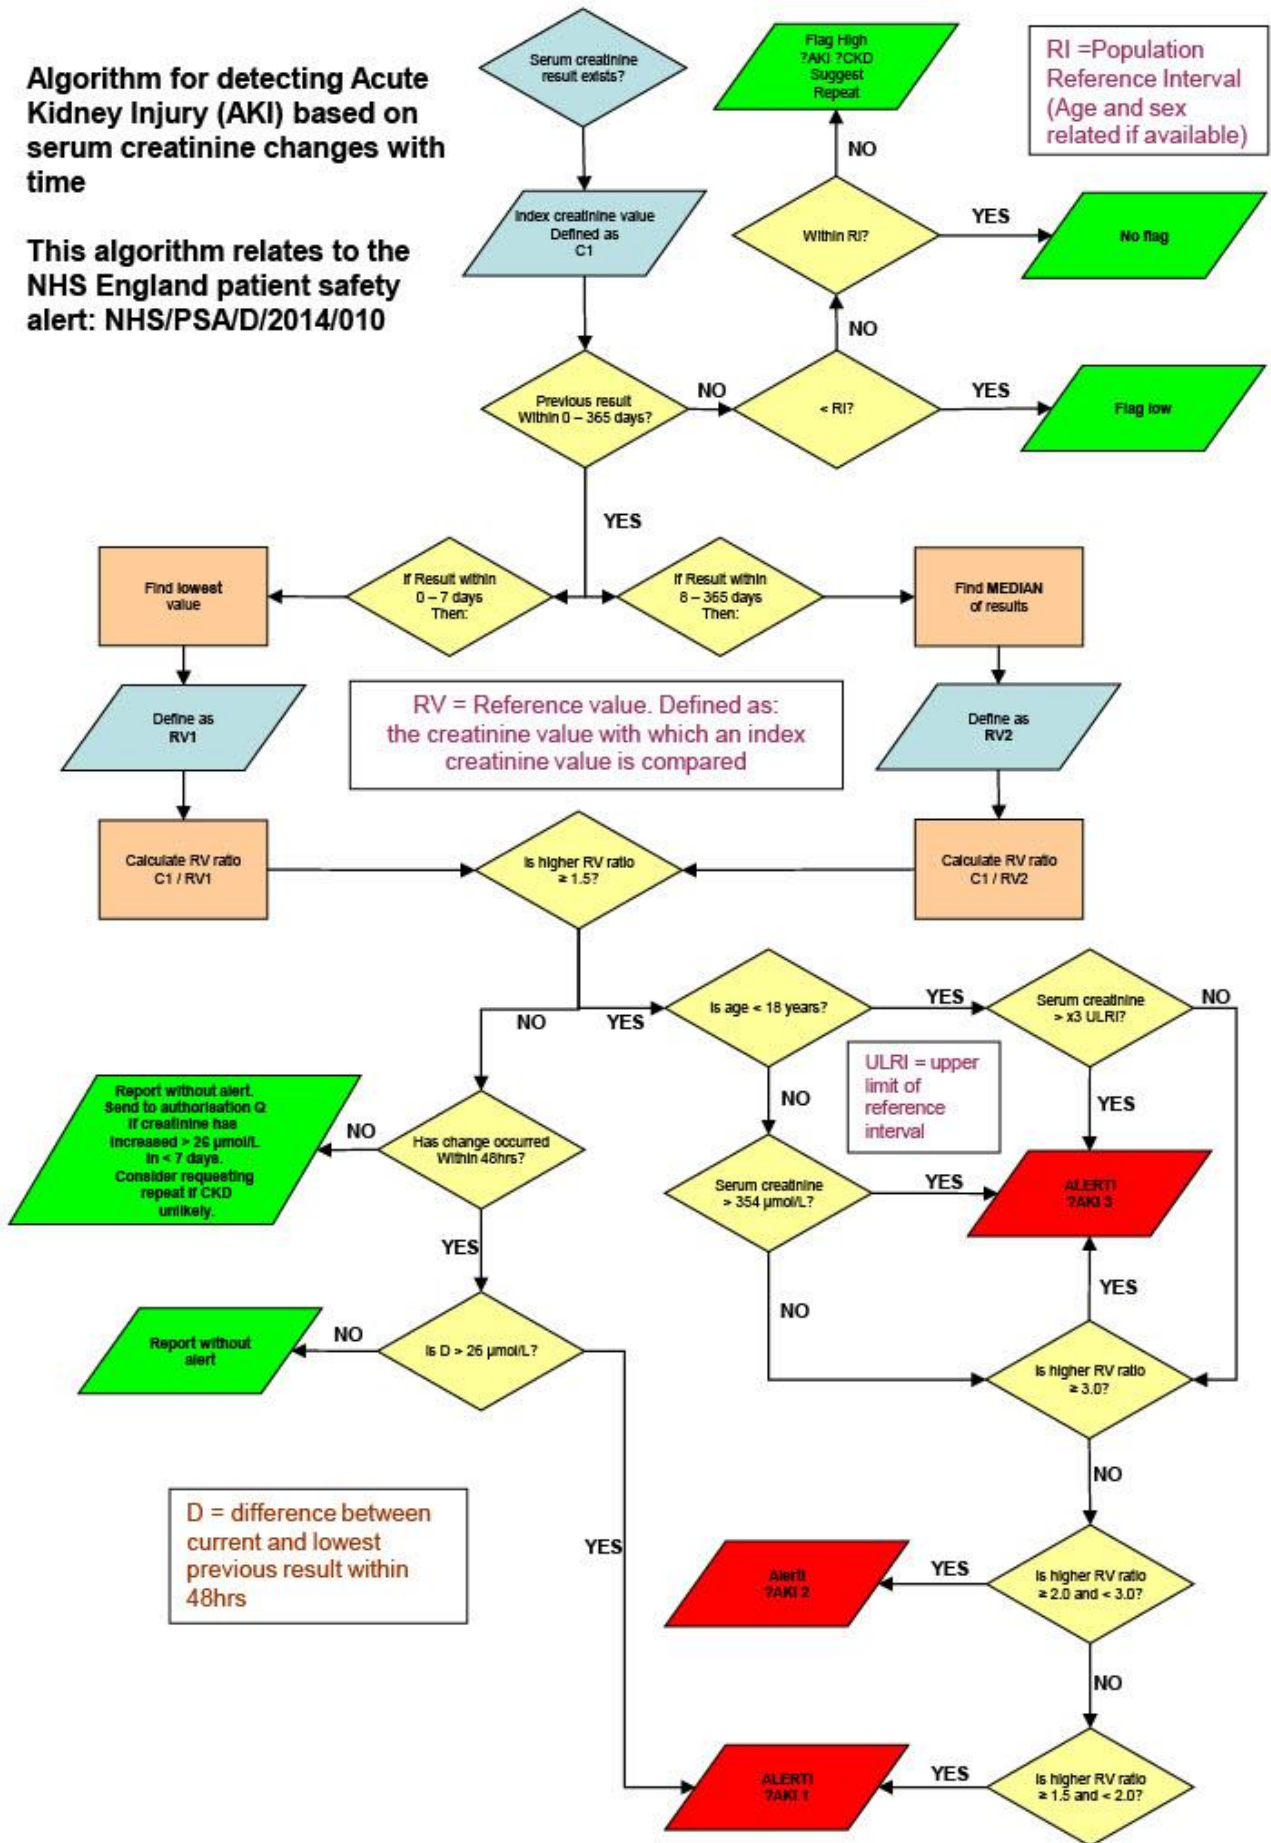 Algorithm for detecting Acute
Kidney Injury (AKI) based on
serum creatinine changes with
time
This algorithm relates to the
NHS England patient safety
alert: NHS/PSA/D/2014/010
Serum creatinine
result exists?
Flag High
?AKI ?CKD
Suggest
Repeat
RI =Population
Reference Interval
(Age and sex
related if available)
NO
Index creatinine value
Defined as
C1
Within RI?
YES
No flag
NO
Previous result
Within 0 – 365 days?
NO
< RI?
YES
Flag low
YES
Find lowest
value
If Result within
0 – 7 days
Then:
If Result within
8 – 365 days
Then:
Find MEDIAN
of results
Define as
RV1
RV = Reference value. Defined as:
the creatinine value with which an index
creatinine value is compared
Define as
RV2
Calculate RV ratio
C1 / RV1
Is higher RV ratio
≥ 1.5?
Calculate RV ratio
C1 / RV2
NO
YES
Is age < 18 years?
YES
Serum creatinine
> x3 ULRI?
NO
ULRI = upper
limit of
reference
interval
NO
YES
Report without alert.
Send to authorisation Q
if creatinine has
increased > 26 µmol/L
in < 7 days.
Consider requesting
repeat if CKD
unlikely.
NO
Has change occurred
Within 48hrs?
Serum creatinine
> 354 µmol/L?
YES
ALERT!
?AKI 3
YES
YES
NO
Report without
alert
NO
Is D > 26 µmol/L?
Is higher RV ratio
≥ 3.0?
NO
D = difference between
current and lowest
previous result within
48hrs
YES
Alert!
?AKI 2
YES
Is higher RV ratio
≥ 2.0 and < 3.0?
NO
ALERT!
?AKI 1
YES
Is higher RV ratio
≥ 1.5 and < 2.0?